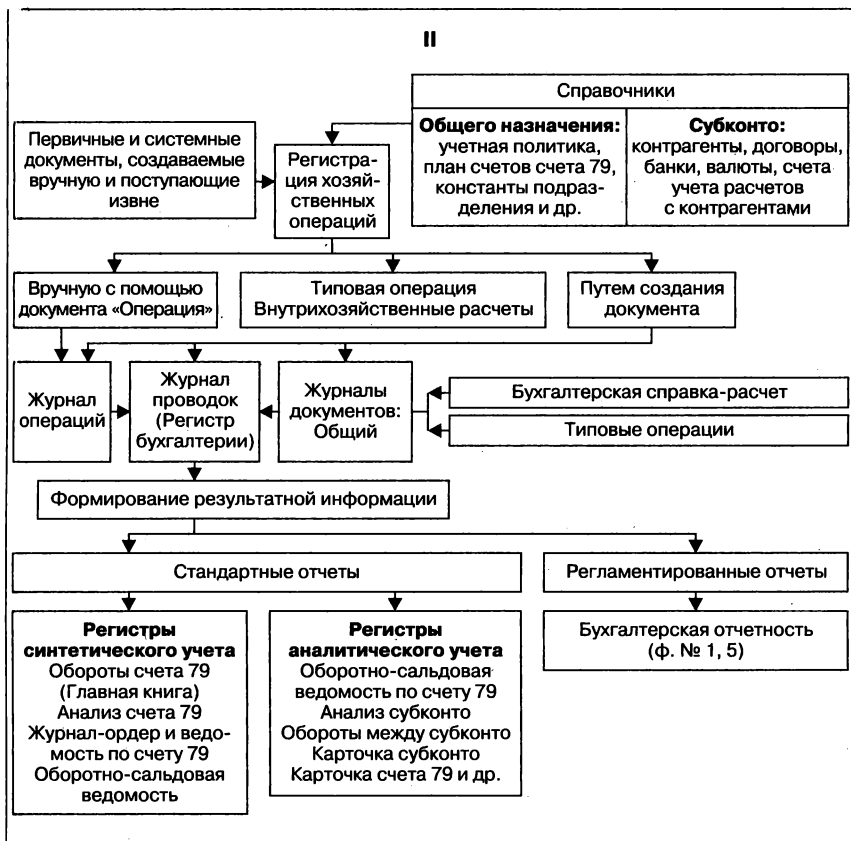 II
Справочники
Общего назначения:
учетная политика,
план счетов счета 79,
константы подраз-
деления и др.
Субконто:
контрагенты, договоры,
банки, валюты, счета
учета расчетов
с контрагентами
Первичные и системные
документы, создаваемые
вручную и поступающие
извне
Регистра-
ция хозяй-
ственных
операций
Вручную с помощью
документа «Операция»
Типовая операция
Внутрихозяйственные расчеты
Путем создания
документа
Журнал
операций
Журнал
проводок
(Регистр
бухгалтерии)
Журналы
документов:
Общий
Бухгалтерская справка-расчет
Типовые операции
Формирование результатной информации
Стандартные отчеты
Регламентированные отчеты
Регистры
синтетического учета
Обороты счета 79
(Главная книга)
Анализ счета 79
Журнал-ордер и ведо-
мость по счету 79
Оборотно-сальдовая
ведомость
Регистры
аналитического учета
Оборотно-сальдовая
ведомость по счету 79
Анализ субконто
Обороты между субконто
Карточка субконто
Карточка счета 79 и др.
Бухгалтерская отчетность
(ф. № 1, 5)